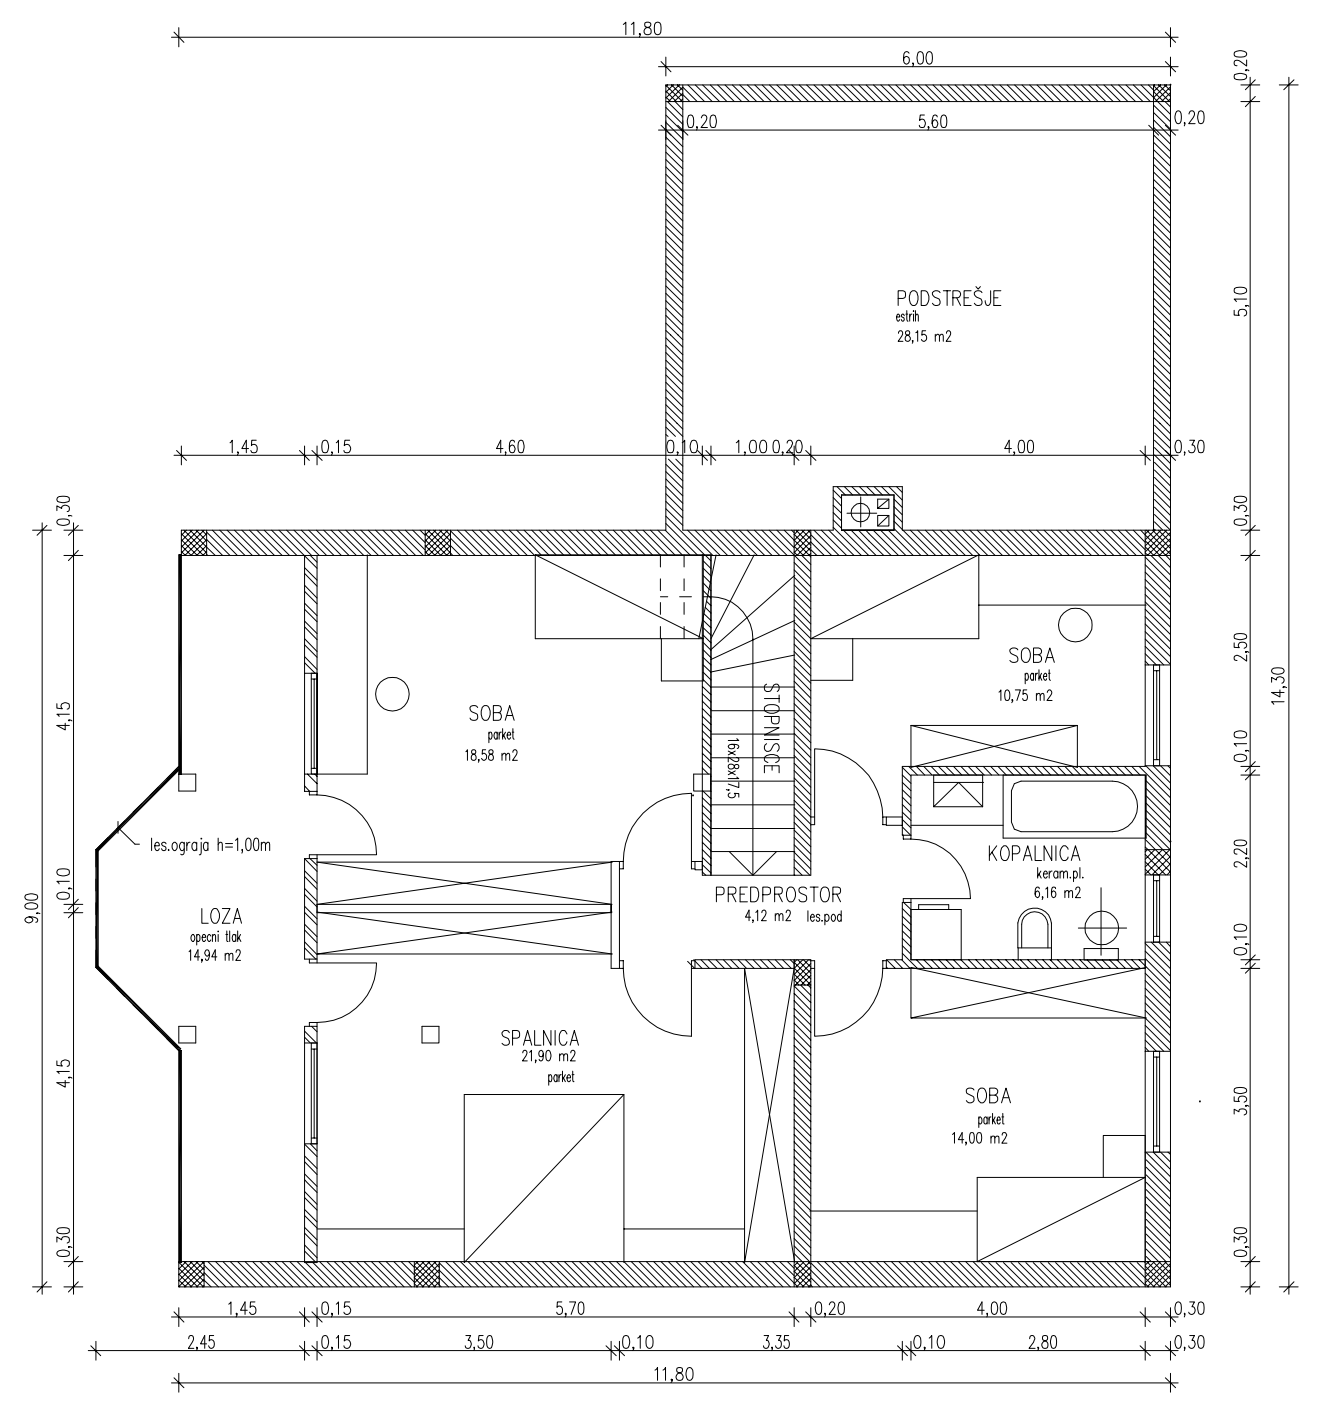 11,80
6,00
0,20
0,20
5,60
0,20
PODSTREŠJE
estrih
28,15 m2
5,10
1,45
0,15
4,60
0,10
1,00
0,20
4,00
0,30
0,30
0,30
SOBA
parket
18,58 m2
STOPNISCE
16x28x17,5
SOBA
parket
10,75 m2
2,50
14,30
4,15
0,10
les.ograja h=1,00m
KOPALNICA
keram.pl.
6,16 m2
2,20
PREDPROSTOR
4,12 m2 les.pod
0,10
9,00
LOZA
opecni tlak
14,94 m2
0,10
SPALNICA
21,90 m2
parket
4,15
SOBA
parket
14,00 m2
3,50
0,30
0,30
1,45
0,15
5,70
0,20
4,00
0,30
2,45
0,15
3,50
0,10
3,35
0,10
2,80
0,30
11,80